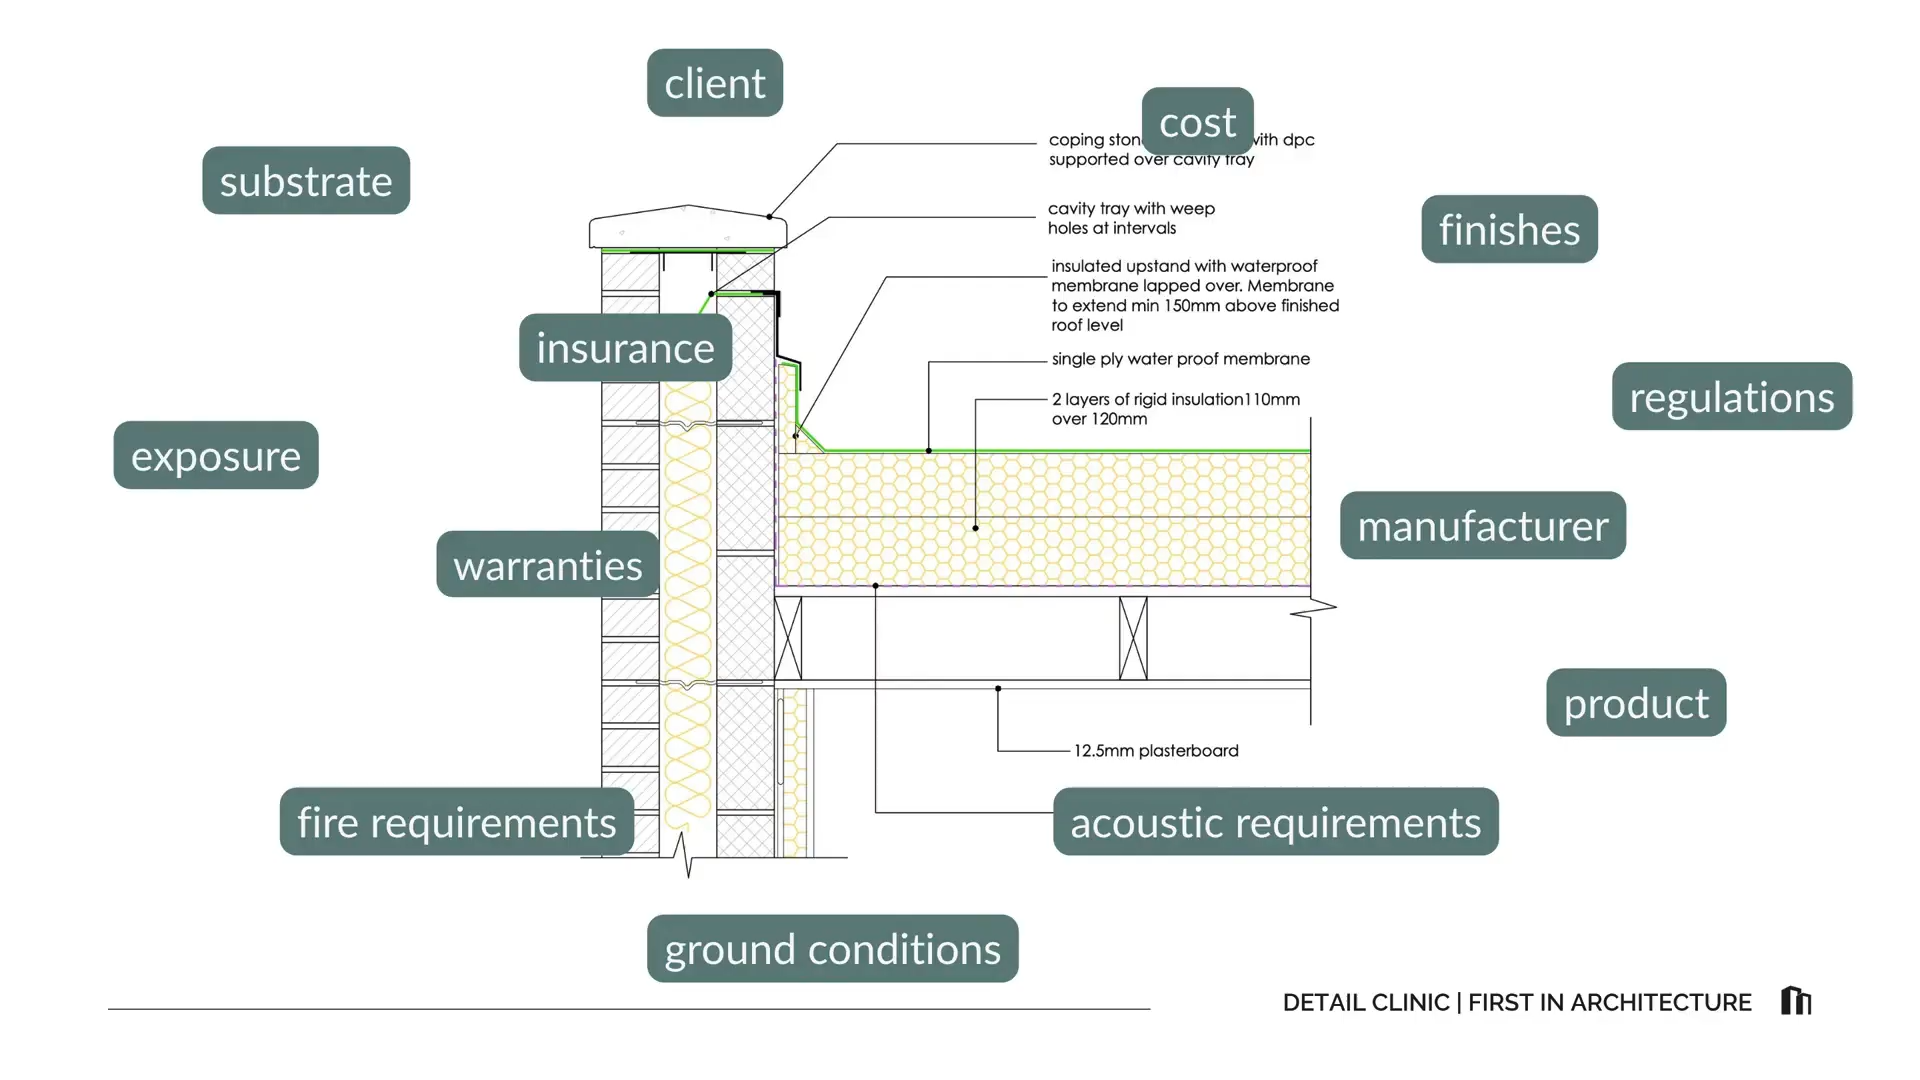 client
cost
coping ston
with dpc
supported over cavity tray
substrate
cavity tray with weep
holes at intervals
finishes
insulated upstand with waterproof
membrane lapped over. Membrane
to extend min 150mm above finished
roof level
insurance
single ply water proof membrane
regulations
2 layers of rigid insulation110mm
over 120mm
exposure
manufacturer
warranties
product
12.5mm plasterboard
fire requirements
acoustic requirements
ground conditions
DETAIL CLINIC | FIRST IN ARCHITECTURE